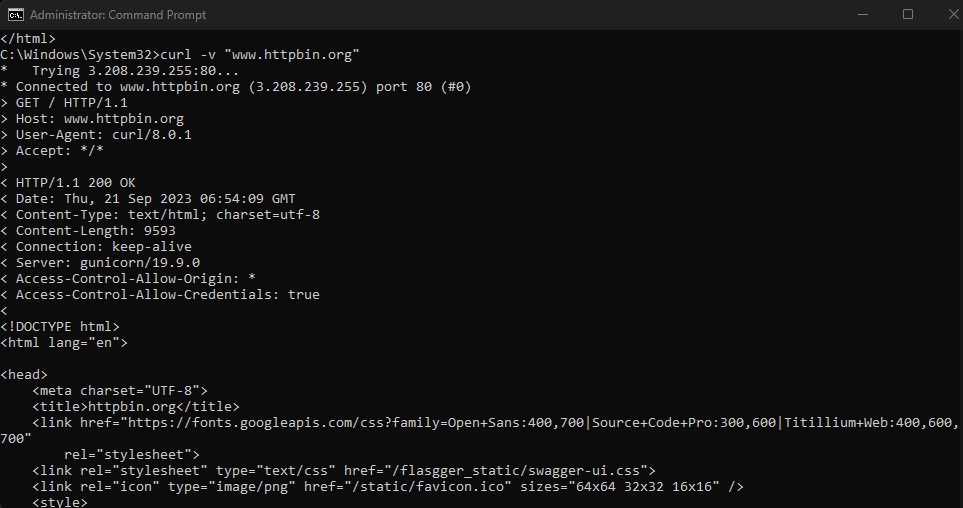 Administrator: Command Prompt
</html>
C:\Windows\System32>curl -v "www.httpbin.org"
*   Trying 3.208.239.255:80...
* Connected to www.httpbin.org (3.208.239.255) port 80 (#0)
> GET / HTTP/1.1
> Host: www.httpbin.org
> User-Agent: curl/8.0.1
> Accept: */*
>
< HTTP/1.1 200 OK
< Date: Thu, 21 Sep 2023 06:54:09 GMT
< Content-Type: text/html; charset=utf-8
< Content-Length: 9593
< Connection: keep-alive
< Server: gunicorn/19.9.0
< Access-Control-Allow-Origin: *
< Access-Control-Allow-Credentials: true
<
<!DOCTYPE html>
<html lang="en">

<head>
    <meta charset="UTF-8">
    <title>httpbin.org</title>
    <link href="https://fonts.googleapis.com/css?family=Open+Sans:400,700|Source+Code+Pro:300,600|Titillium+Web:400,600,
700"
        rel="stylesheet">
    <link rel="stylesheet" type="text/css" href="/flasgger_static/swagger-ui.css">
    <link rel="icon" type="image/png" href="/static/favicon.ico" sizes="64x64 32x32 16x16" />
    <style>